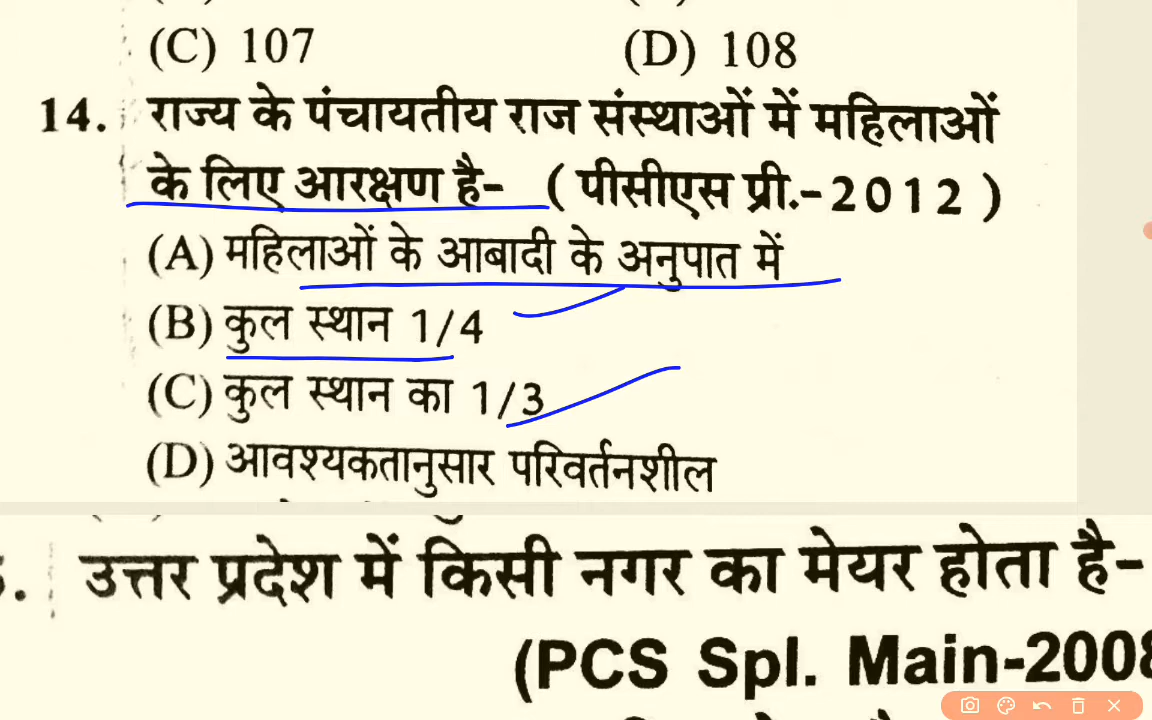 (C) 107 (D) 108
14. राज्य के पंचायतीय राज संस्थाओं में महिलाओं
के लिए आरक्षण है- ( पीसीएस प्री.-2012 )
(A) महिलाओं के आबादी के अनुपात में
(B) कुल स्थान 1/4
(C) कुल स्थान का 1/3
(D) आवश्यकतानुसार परिवर्तनशील
उत्तर प्रदेश में किसी नगर का मेयर होता है-
(PCS Spl. Main-2008